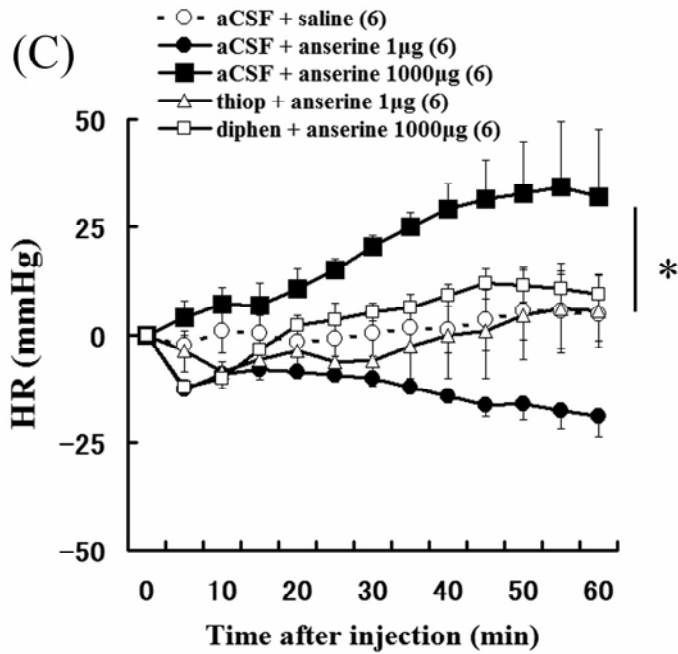 (C)
aCSF + saline (6)
aCSF + anserine 1μg (6)
aCSF + anserine 1000μg (6)
thiop + anserine 1μg (6)
diphen + anserine 1000μg (6)
50
25
0
−25
−50
HR (mmHg)
*
0 10 20 30 40 50 60
Time after injection (min)